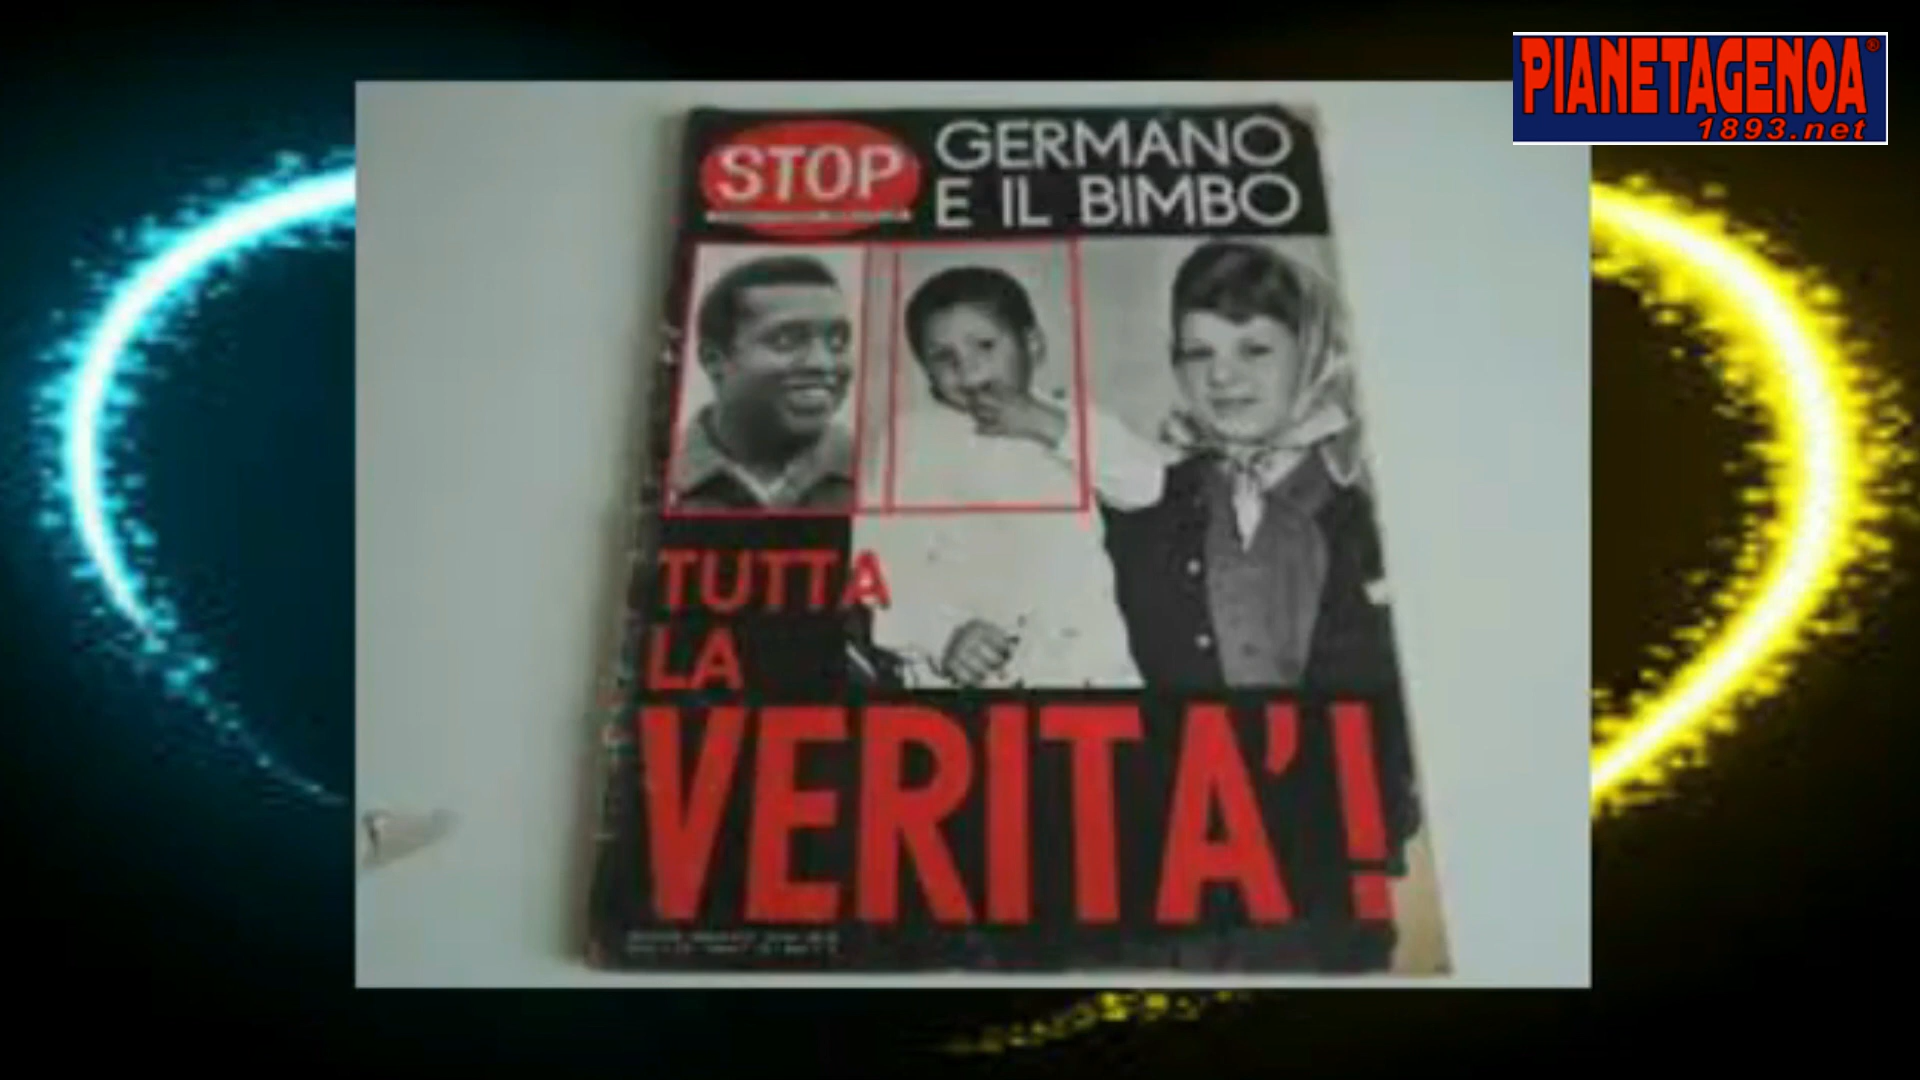 PIANETAGENOA®
1893.net
STOP
GERMANO
E IL BIMBO
TUTTA
LA
VERITA'!